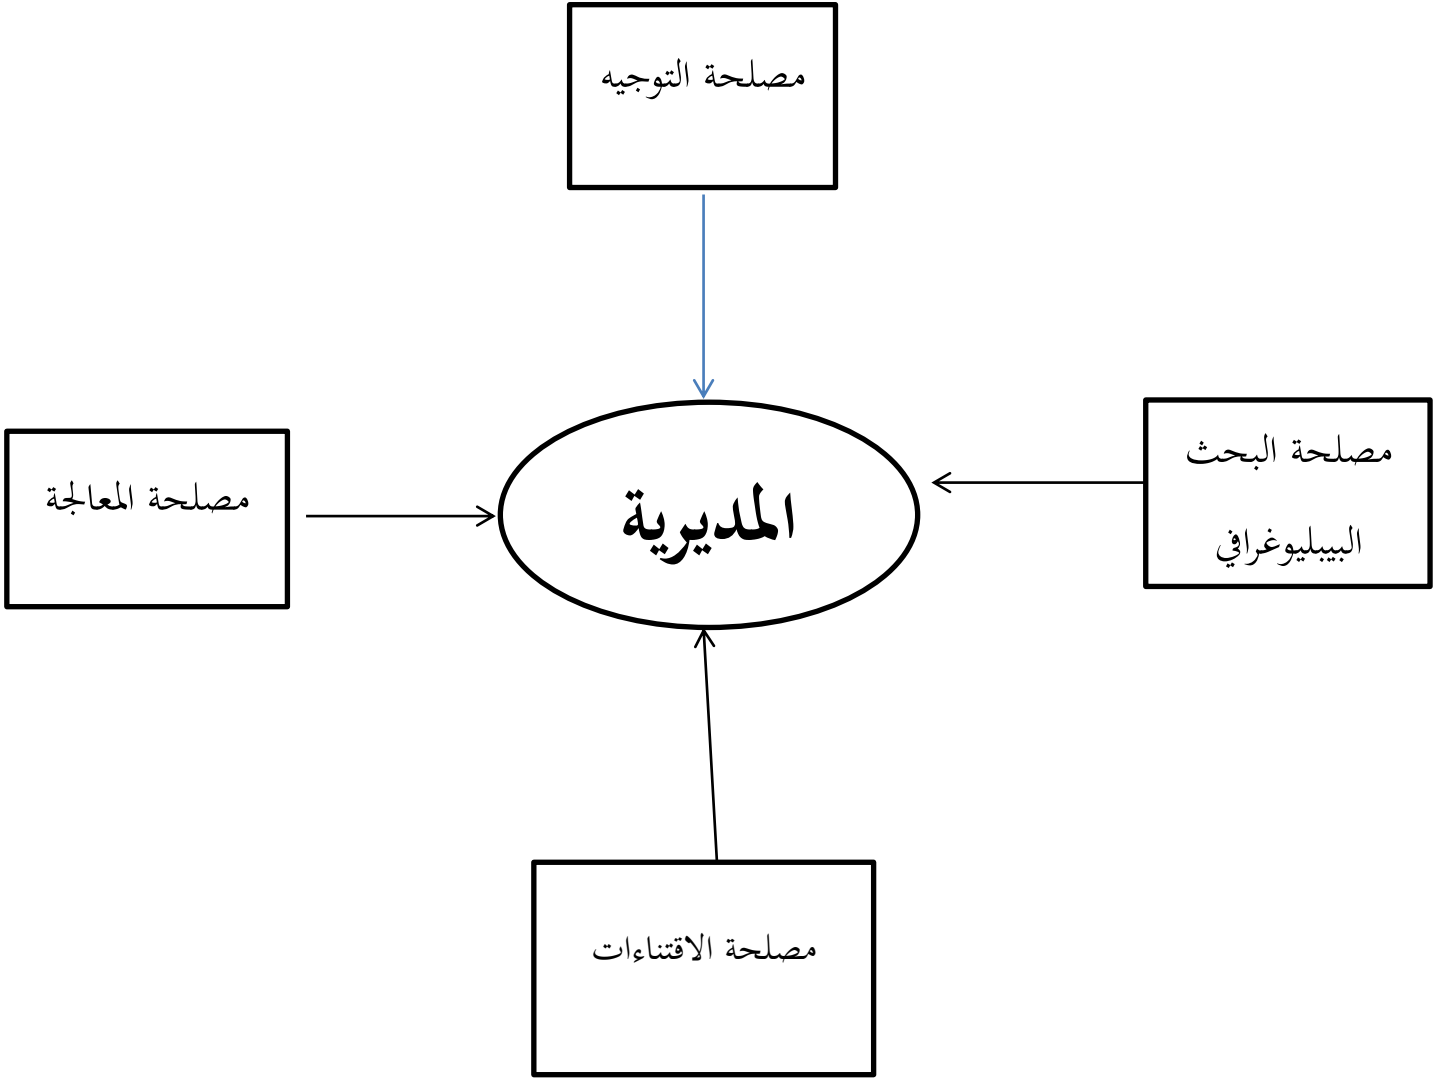 مصلحة التوجيه
مصلحة البحث
البيبليوغرافي
المديرية
مصلحة المعالجة
مصلحة الاقتناءات